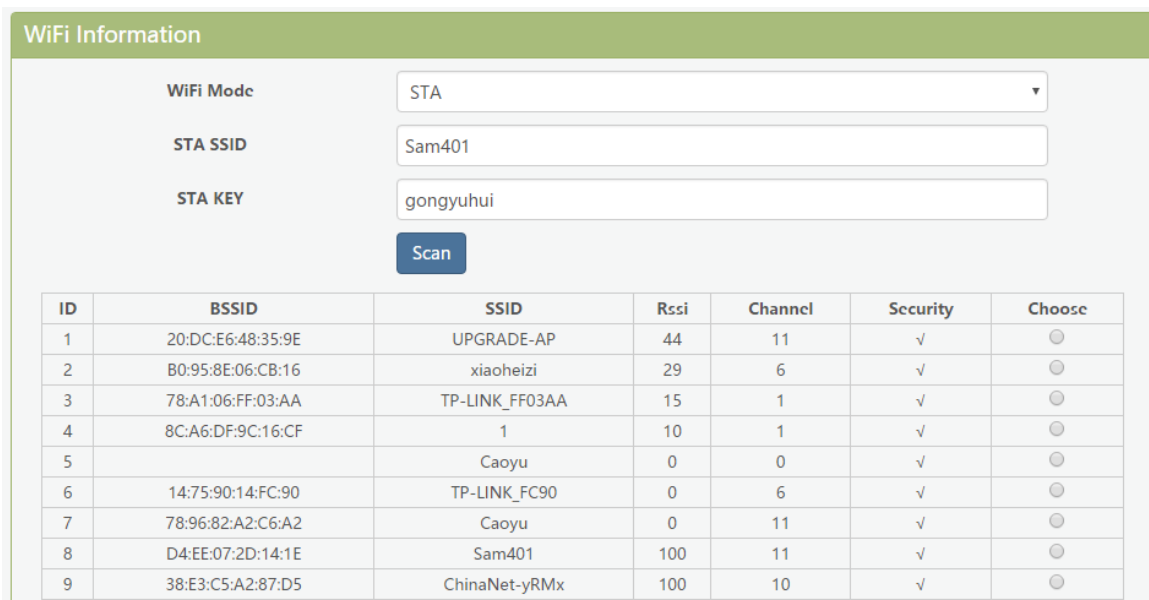 WiFi Information
WiFi Mode STA
STA SSID Sam401
STA KEY gongyuhui
Scan
ID BSSID SSID Rssi Channel Security Choose
1 20:DC:E6:48:35:9E UPGRADE-AP 44 11 √
2 B0:95:8E:06:CB:16 xiaoheizi 29 6 √
3 78:A1:06:FF:03:AA TP-LINK_FF03AA 15 1 √
4 8C:A6:DF:9C:16:CF 1 10 1 √
5 Caoyu 0 0 √
6 14:75:90:14:FC:90 TP-LINK_FC90 0 6 √
7 78:96:82:A2:C6:A2 Caoyu 0 11 √
8 D4:EE:07:2D:14:1E Sam401 100 11 √
9 38:E3:C5:A2:87:D5 ChinaNet-yRMx 100 10 √